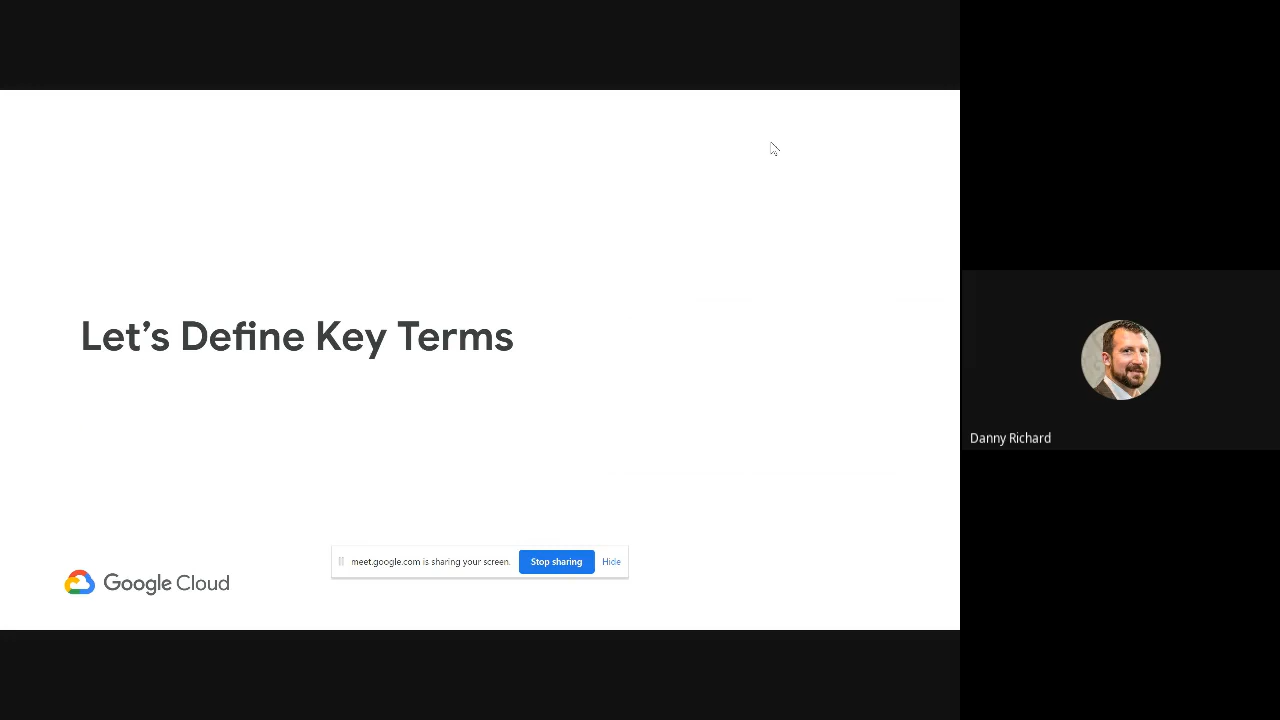 Let’s Define Key Terms
Danny Richard
meet.google.com is sharing your screen. Stop sharing Hide
Google Cloud